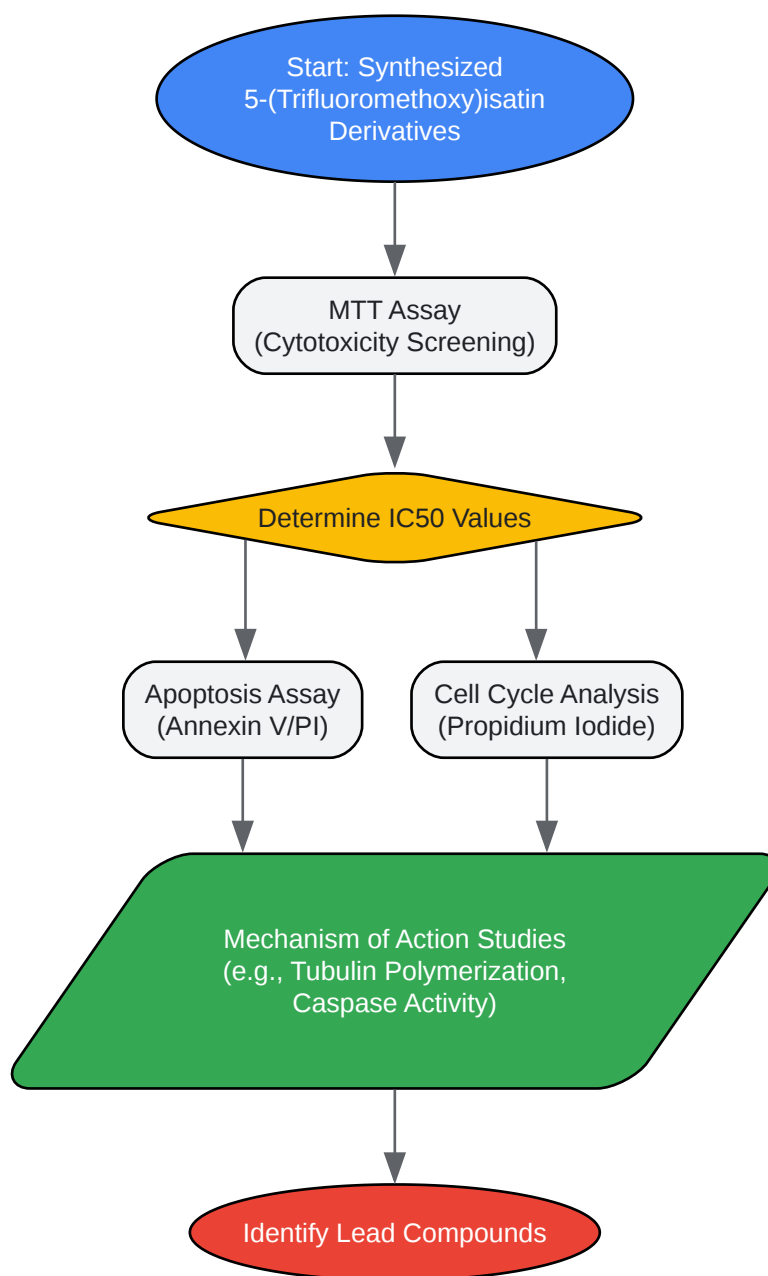 Start: Synthesized
5-(Trifluoromethoxy)isatin
Derivatives
MTT Assay
(Cytotoxicity Screening)
Determine IC50 Values
Apoptosis Assay
(Annexin V/PI)
Cell Cycle Analysis
(Propidium Iodide)
Mechanism of Action Studies
(e.g., Tubulin Polymerization,
Caspase Activity)
Identify Lead Compounds